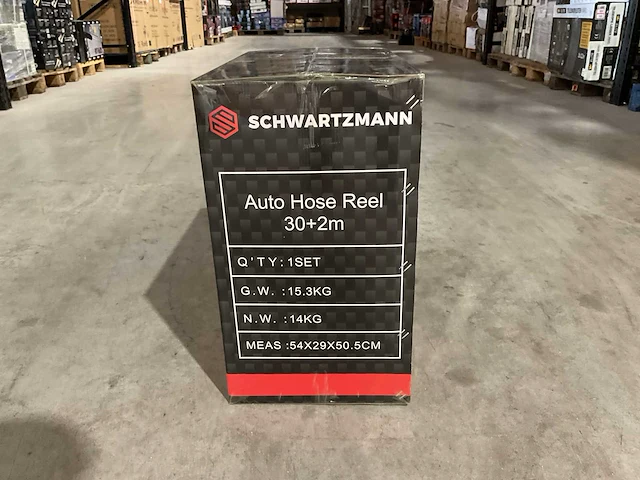 SCHWARTZMANN
Auto Hose Reel
30+2m
Q'TY: 1SET
G.W. :15.3KG
N.W. :14KG
MEAS :54X29X50.5CM